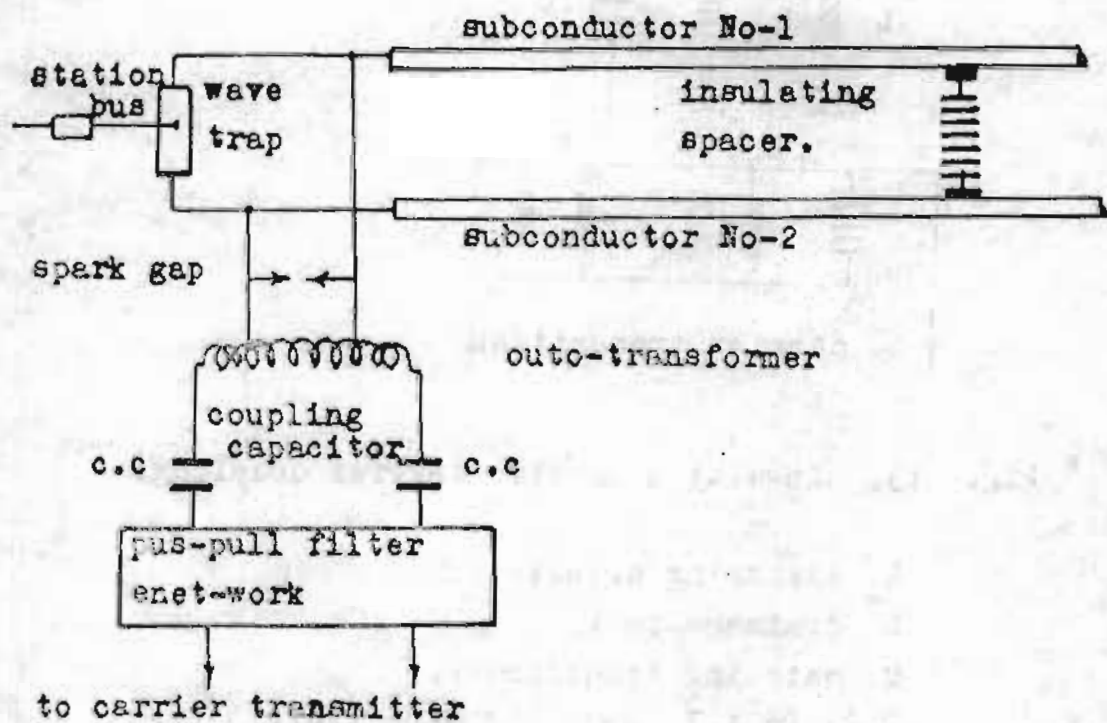 subconductor No-1
station
bus
wave
trap
insulating
spacer.
subconductor No-2
spark gap
outo-transformer
coupling
capacitor
c.c
c.c
pus-pull filter
enet-work
to carrier transmitter